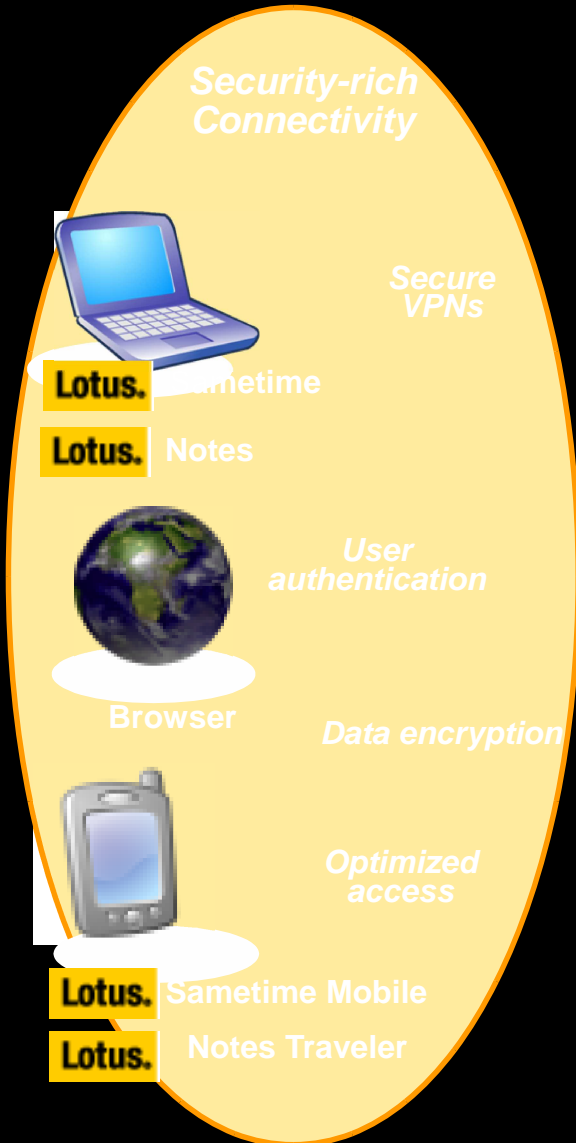 Security-rich
Connectivity
Secure
VPNs
Lotus. Sametime
Lotus. Notes
User
authentication
Browser
Data encryption
Optimized
access
Lotus. Sametime Mobile
Lotus. Notes Traveler